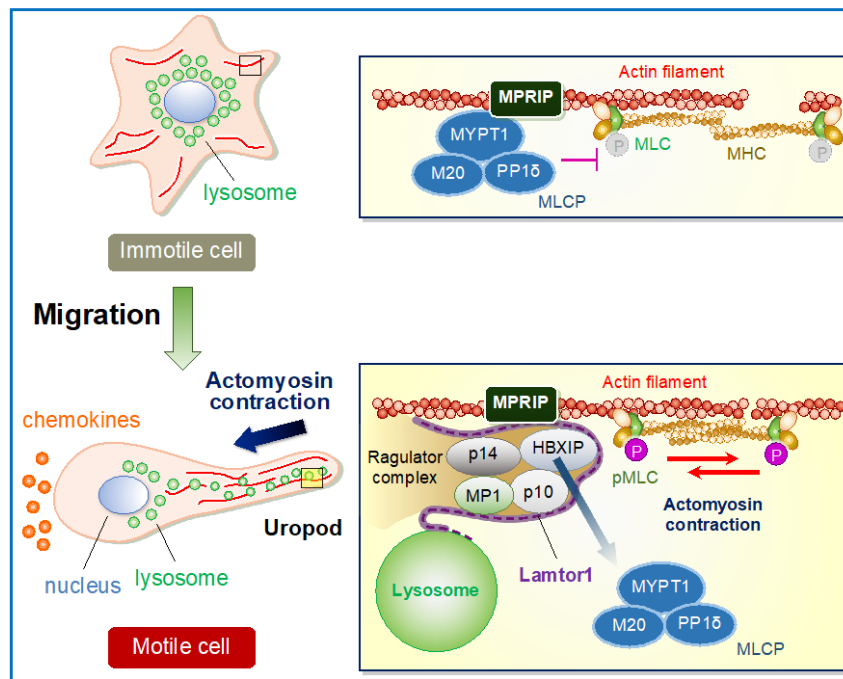 lysosome
Immotile cell
Actin filament
MPRIP
MYPT1
M20
PP1δ
MLCP
P
MLC
MHC
P
Migration
Actomyosin
contraction
chemokines
Uropod
nucleus
lysosome
Motile cell
Actin filament
MPRIP
Ragulator
complex
p14
HBXIP
MP1
p10
P
pMLC
P
Actomyosin
contraction
Lamtor1
Lysosome
MYPT1
M20
PP1δ
MLCP